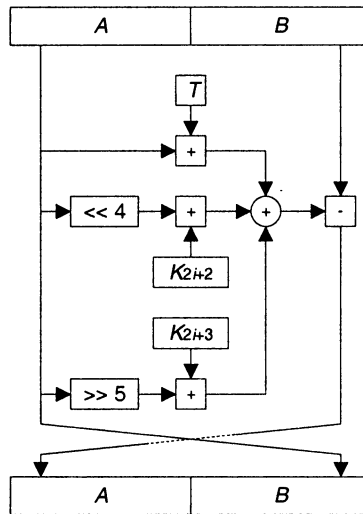 A B
T
+
<< 4 + + -
K2i+2
K2i+3
>> 5 +
A B